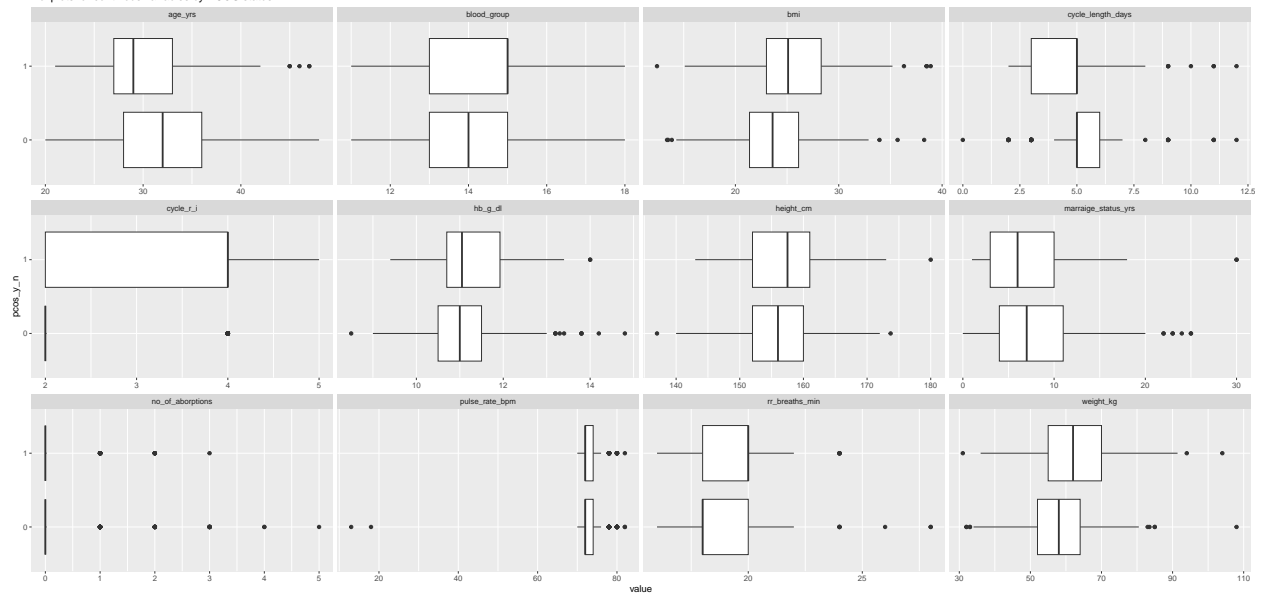 age_yrs blood_group bmi cycle_length_days
1
0
20 30 40 12 14 16 18 20 30 40 0.0 2.5 5.0 7.5 10.0 12.5
cycle_r_i hb_g_dl height_cm marraige_status_yrs
1
0
pcos_y_n
2 3 4 5 10 12 14 140 150 160 170 180 0 10 20 30
no_of_aborptions pulse_rate_bpm rr_breaths_min weight_kg
1
0
0 1 2 3 4 5 20 40 60 80 20 25 30 50 70 90 110
value